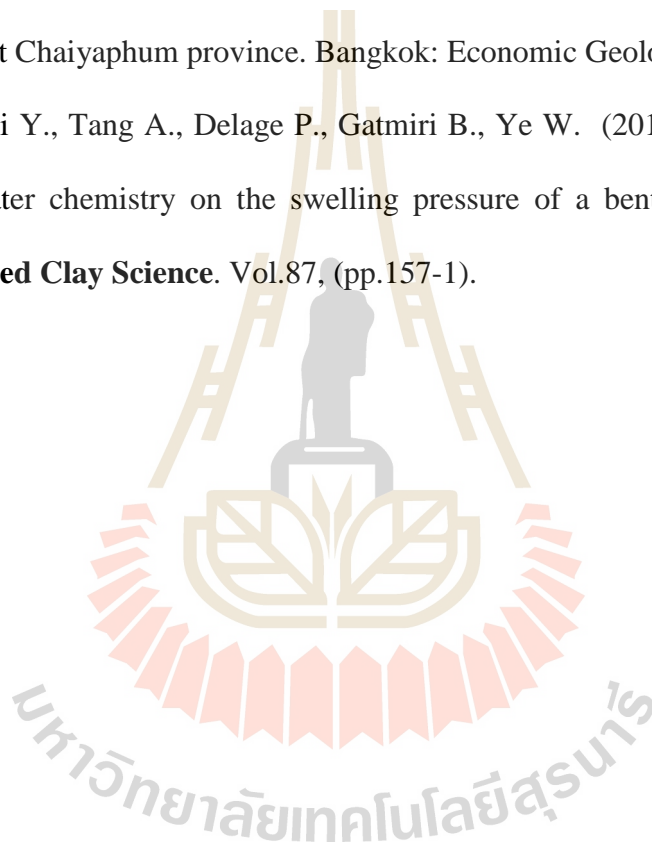 t Chaiyaphum province. Bangkok: Economic Geolo
i Y., Tang A., Delage P., Gatmiri B., Ye W. (201
ter chemistry on the swelling pressure of a bent
ed Clay Science. Vol.87, (pp.157-1).
มหาวิทยาลัยเทคโนโลยีสุรนารี